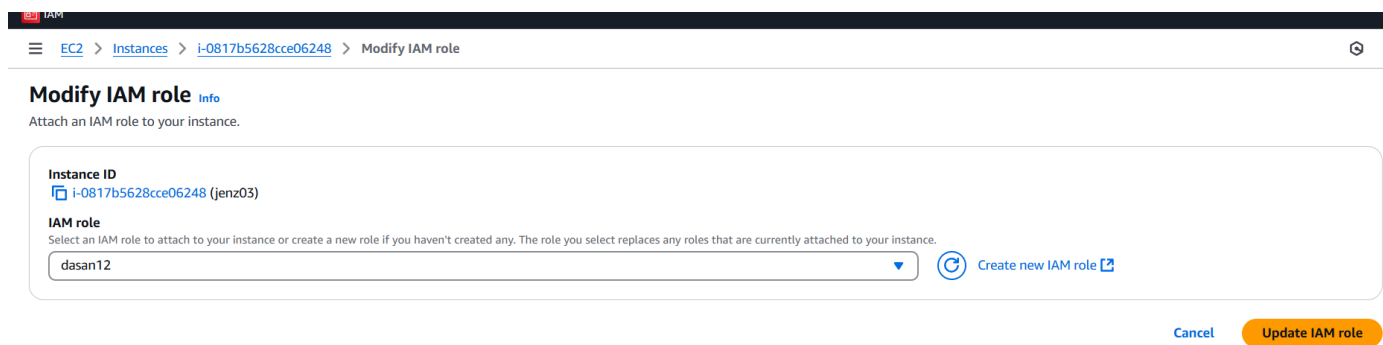 IAM
EC2 > Instances > i-0817b5628cce06248 > Modify IAM role
Modify IAM role Info
Attach an IAM role to your instance.
Instance ID
i-0817b5628cce06248 (jenz03)
IAM role
Select an IAM role to attach to your instance or create a new role if you haven't created any. The role you select replaces any roles that are currently attached to your instance.
dasan12
Create new IAM role
Cancel
Update IAM role